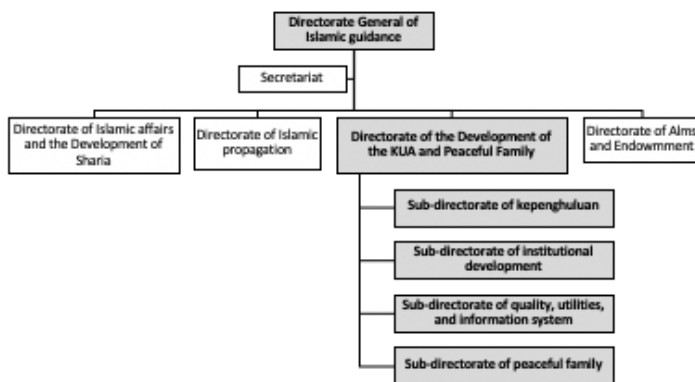 Directorate General of
Islamic guidance
Secretariat
Directorate of Islamic affairs
and the Development of
Sharia
Directorate of Islamic
propagation
Directorate of the Development of
the KUA and Peaceful Family
Directorate of Alms
and Endowmment
Sub-directorate of kepenghuluan
Sub-directorate of institutional
development
Sub-directorate of quality, utilities,
and information system
Sub-directorate of peaceful family